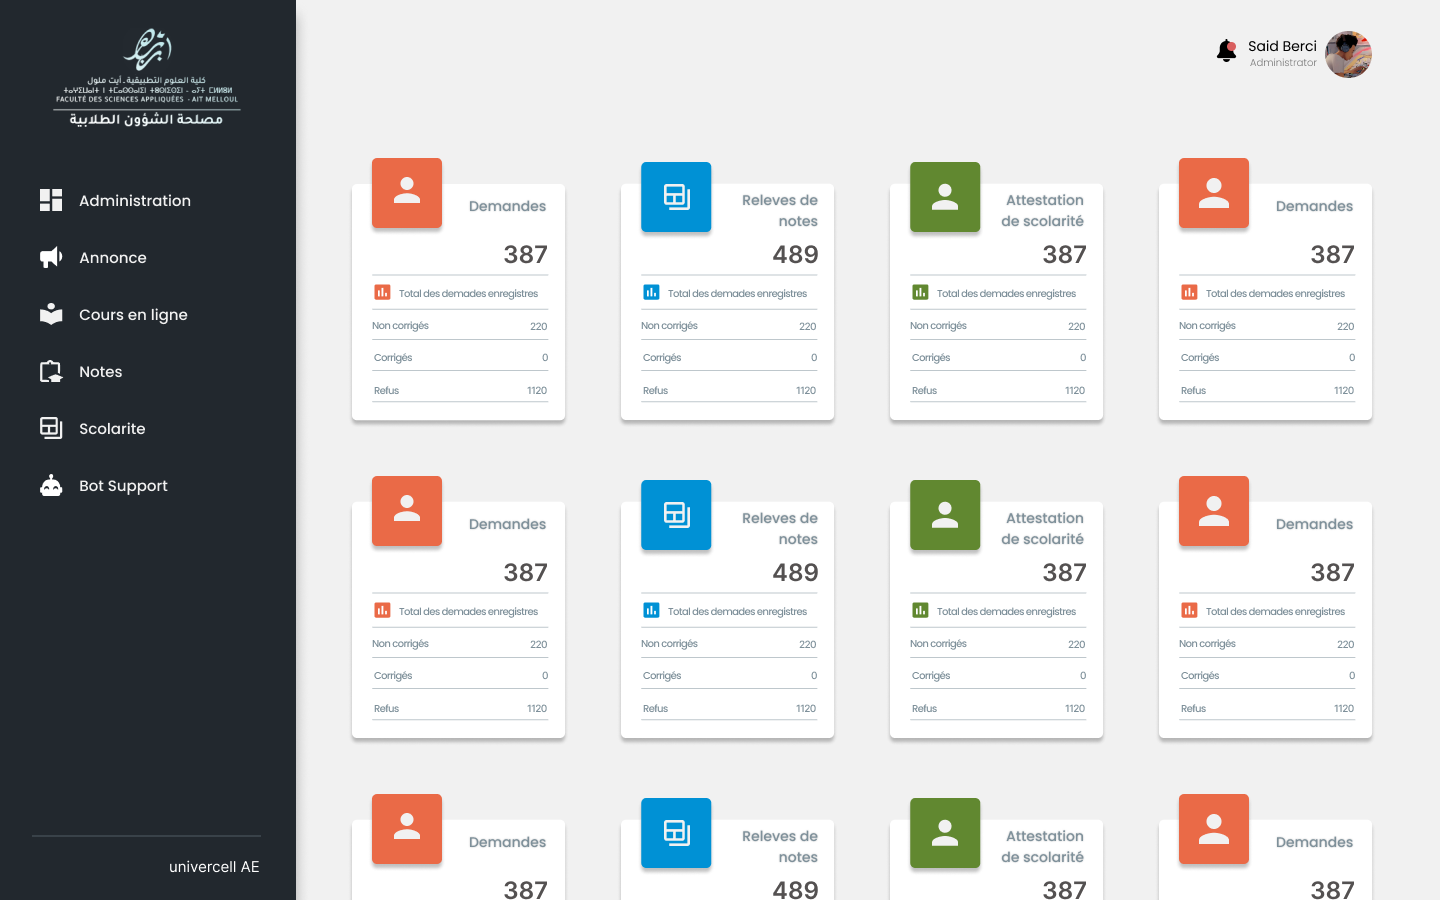 كلية العلوم التطبيقية - أيت ملول
FACULTÉ DES SCIENCES APPLIQUÉES - AIT MELLOUL
مصلحة الشؤون الطلابية
Administration
Annonce
Cours en ligne
Notes
Scolarite
Bot Support
univercell AE
Said Berci
Administrator
Demandes
387
Total des demades enregistres
Non corrigés 220
Corrigés 0
Refus 1120
Releves de
notes
489
Total des demades enregistres
Non corrigés 220
Corrigés 0
Refus 1120
Attestation
de scolarité
387
Total des demades enregistres
Non corrigés 220
Corrigés 0
Refus 1120
Demandes
387
Total des demades enregistres
Non corrigés 220
Corrigés 0
Refus 1120
Demandes
387
Total des demades enregistres
Non corrigés 220
Corrigés 0
Refus 1120
Releves de
notes
489
Total des demades enregistres
Non corrigés 220
Corrigés 0
Refus 1120
Attestation
de scolarité
387
Total des demades enregistres
Non corrigés 220
Corrigés 0
Refus 1120
Demandes
387
Total des demades enregistres
Non corrigés 220
Corrigés 0
Refus 1120
Demandes
387
Releves de
notes
489
Attestation
de scolarité
387
Demandes
387